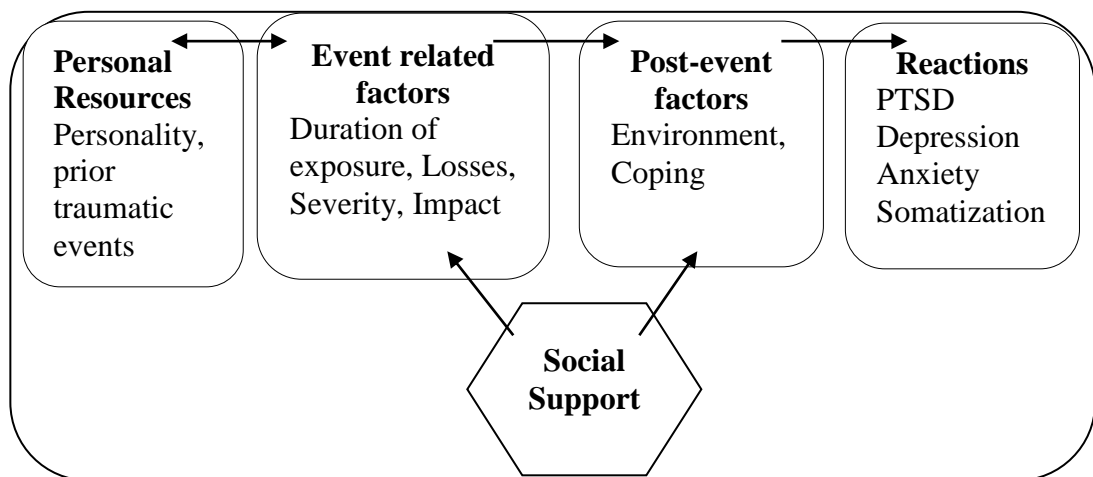 Personal
Resources
Personality,
prior
traumatic
events
Event related
factors
Duration of
exposure, Losses,
Severity, Impact
Post-event
factors
Environment,
Coping
Reactions
PTSD
Depression
Anxiety
Somatization
Social
Support